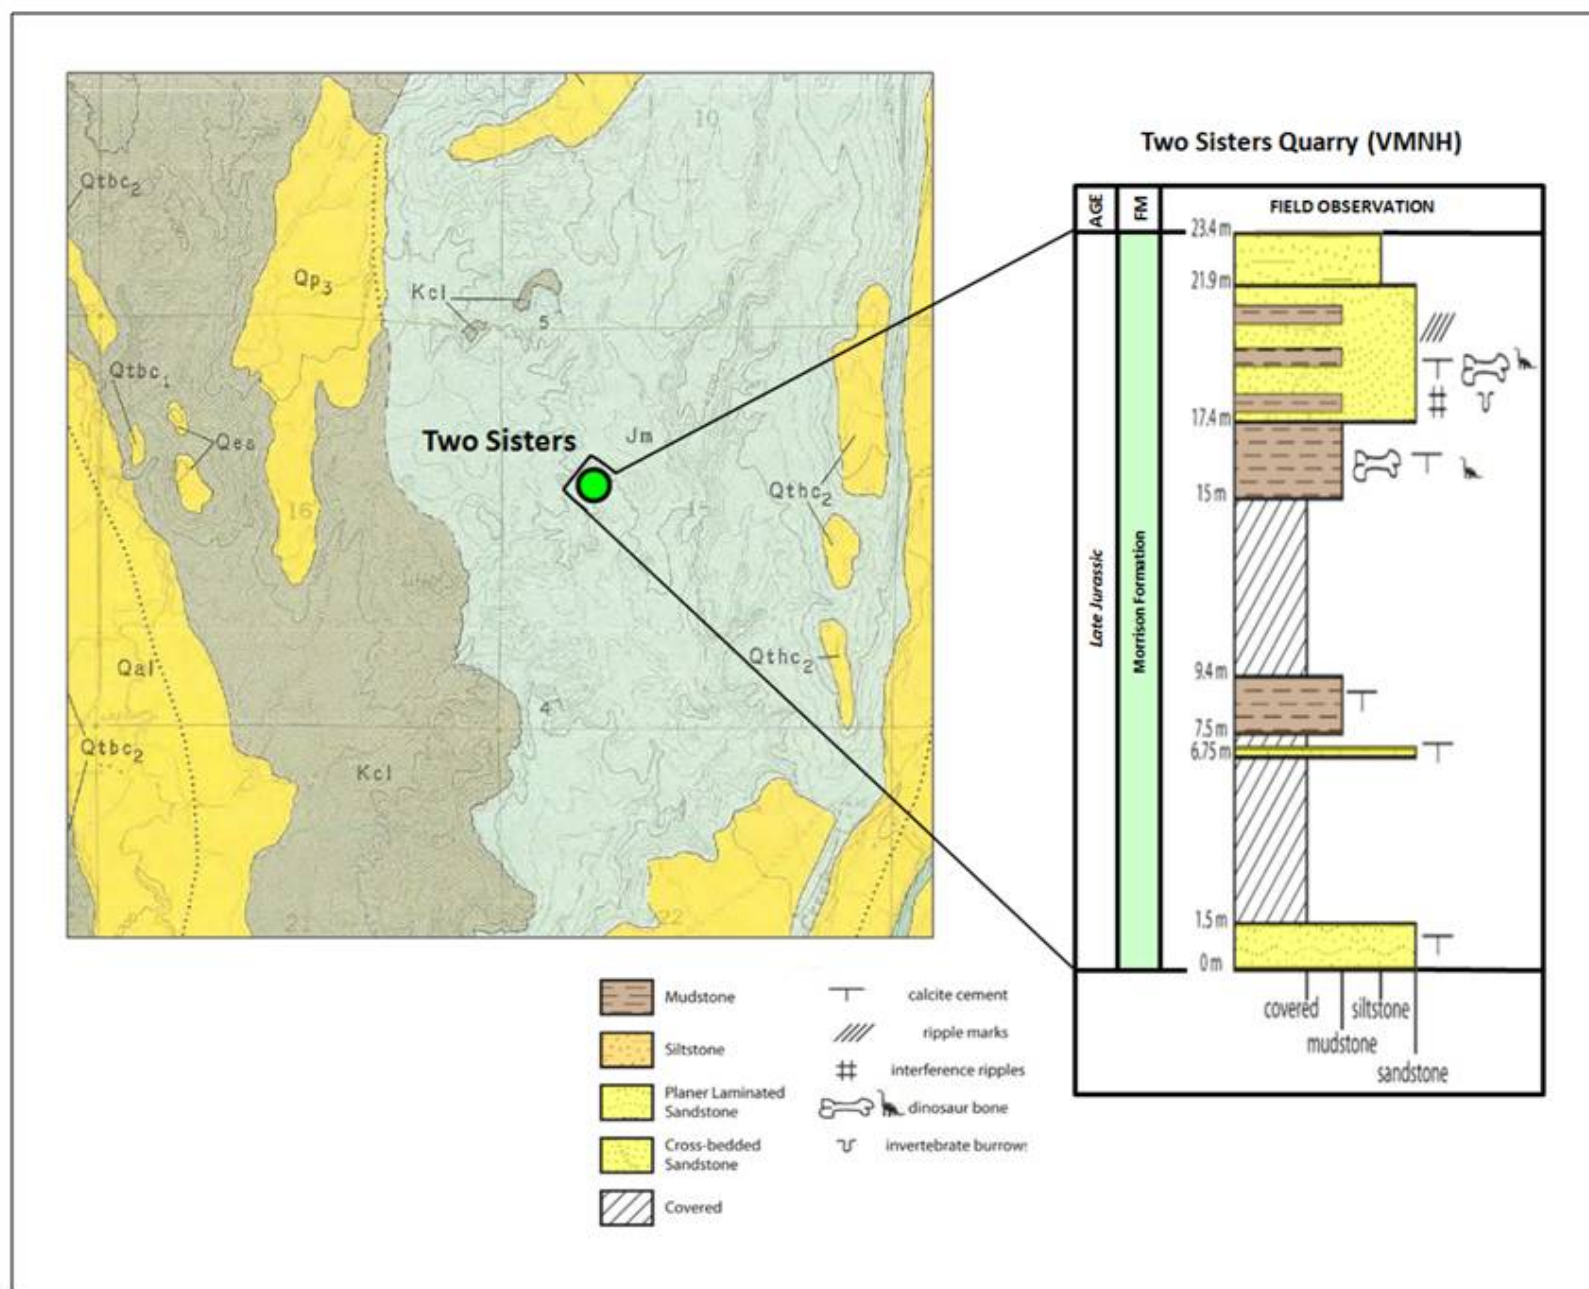 9
10
Qtbc2
Qp3
Kcl
5
Qtbc1
Qes
Two Sisters
Jm
16
15
Qthc2
Qthc2
Qal
4
Qtbc2
Kcl
21
22
Two Sisters Quarry (VMNH)
AGE
FM
FIELD OBSERVATION
23.4 m
21.9 m
17.4 m
15 m
9.4 m
7.5 m
6.75 m
1.5 m
0 m
Late Jurassic
Morrison Formation
covered
mudstone
siltstone
sandstone
Mudstone
Siltstone
Planer Laminated
Sandstone
Cross-bedded
Sandstone
Covered
calcite cement
ripple marks
interference ripples
dinosaur bone
invertebrate burrows